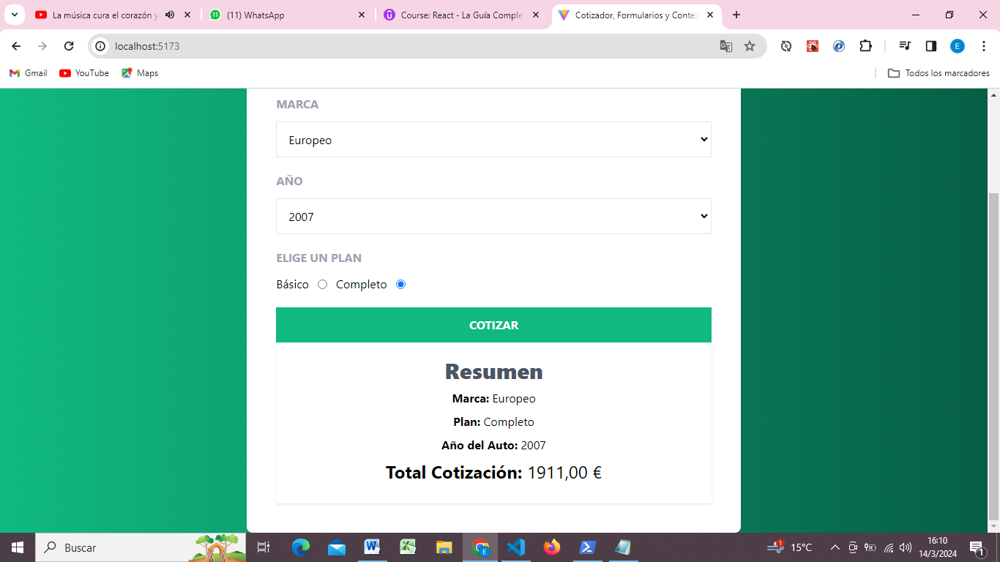 La música cura el corazón y
(11) WhatsApp
Course: React - La Guía Comple
Cotizador, Formularios y Contex
localhost:5173
Gmail
YouTube
Maps
Todos los marcadores
MARCA
Europeo
AÑO
2007
ELIGE UN PLAN
Básico
Completo
COTIZAR
Resumen
Marca: Europeo
Plan: Completo
Año del Auto: 2007
Total Cotización: 1911,00 €
Buscar
15°C
16:10
14/3/2024